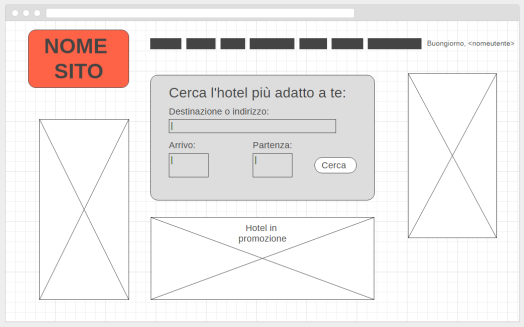 NOME
SITO
Buongiorno, <nomeutente>
Cerca l'hotel più adatto a te:
Destinazione o indirizzo:
Arrivo:
Partenza:
Cerca
Hotel in
promozione